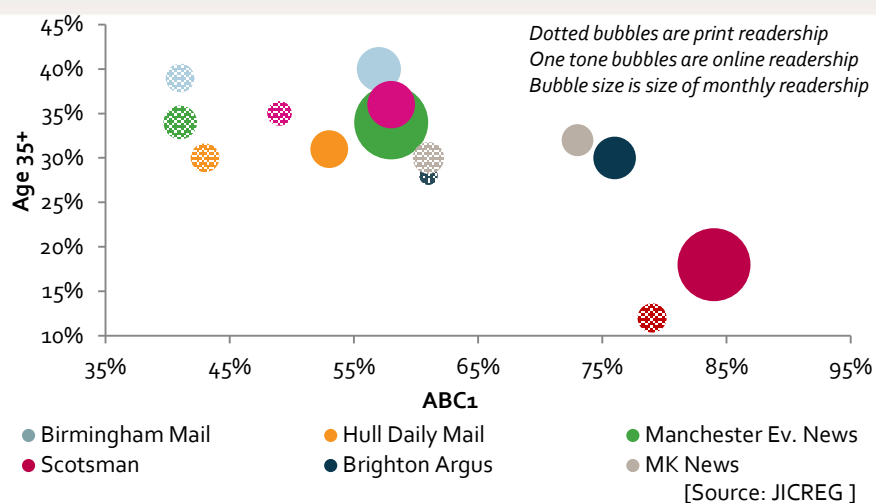 45%
Dotted bubbles are print readership
One tone bubbles are online readership
40%
Bubble size is size of monthly readership
35%
Age 35+
30%
25%
20%
15%
10%
35%
45%
55%
65%
75%
85%
95%
ABC1
Birmingham Mail
Hull Daily Mail
Manchester Ev. News
Scotsman
Brighton Argus
MK News
[Source: JICREG ]